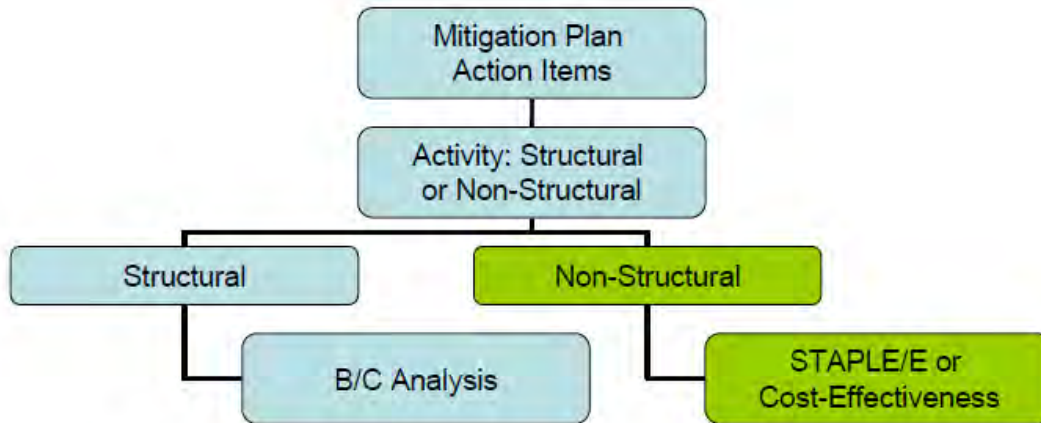 Mitigation Plan
Action Items
Activity: Structural
or Non-Structural
Structural
Non-Structural
B/C Analysis
STAPLE/E or
Cost-Effectiveness